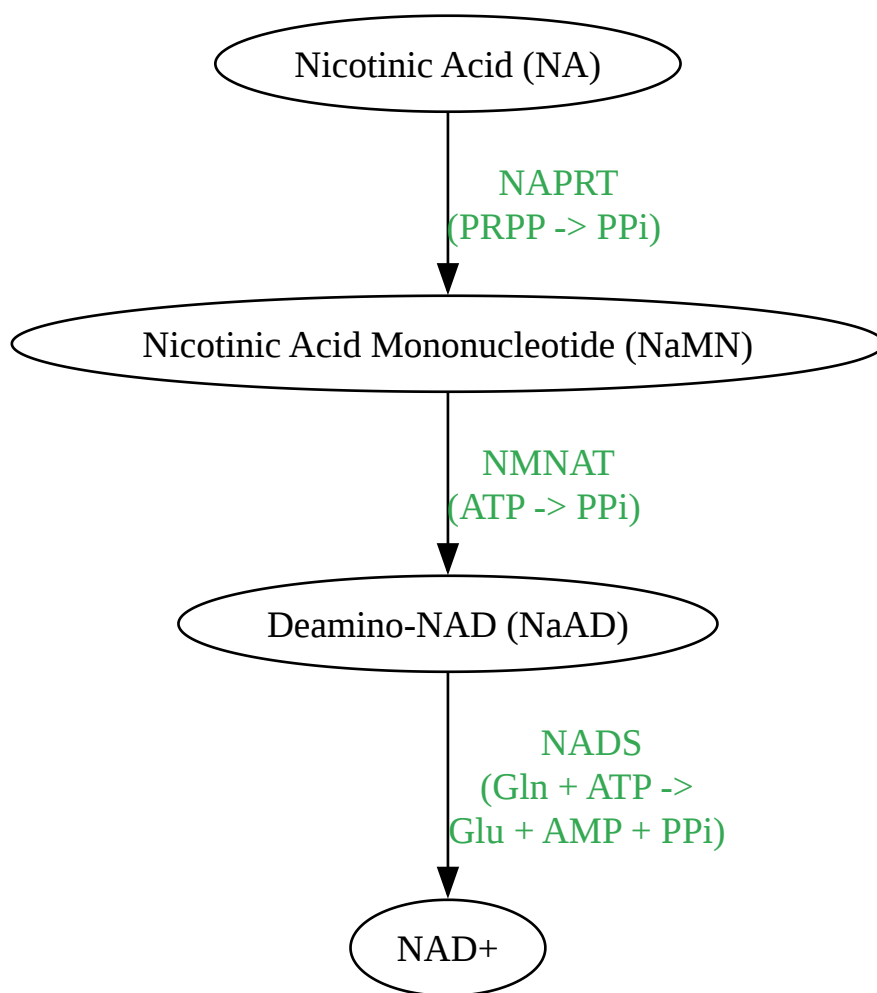 Nicotinic Acid (NA)
NAPRT
(PRPP -> PPi)
Nicotinic Acid Mononucleotide (NaMN)
NMNAT
(ATP -> PPi)
Deamino-NAD (NaAD)
NADS
(Gln + ATP ->
Glu + AMP + PPi)
NAD+